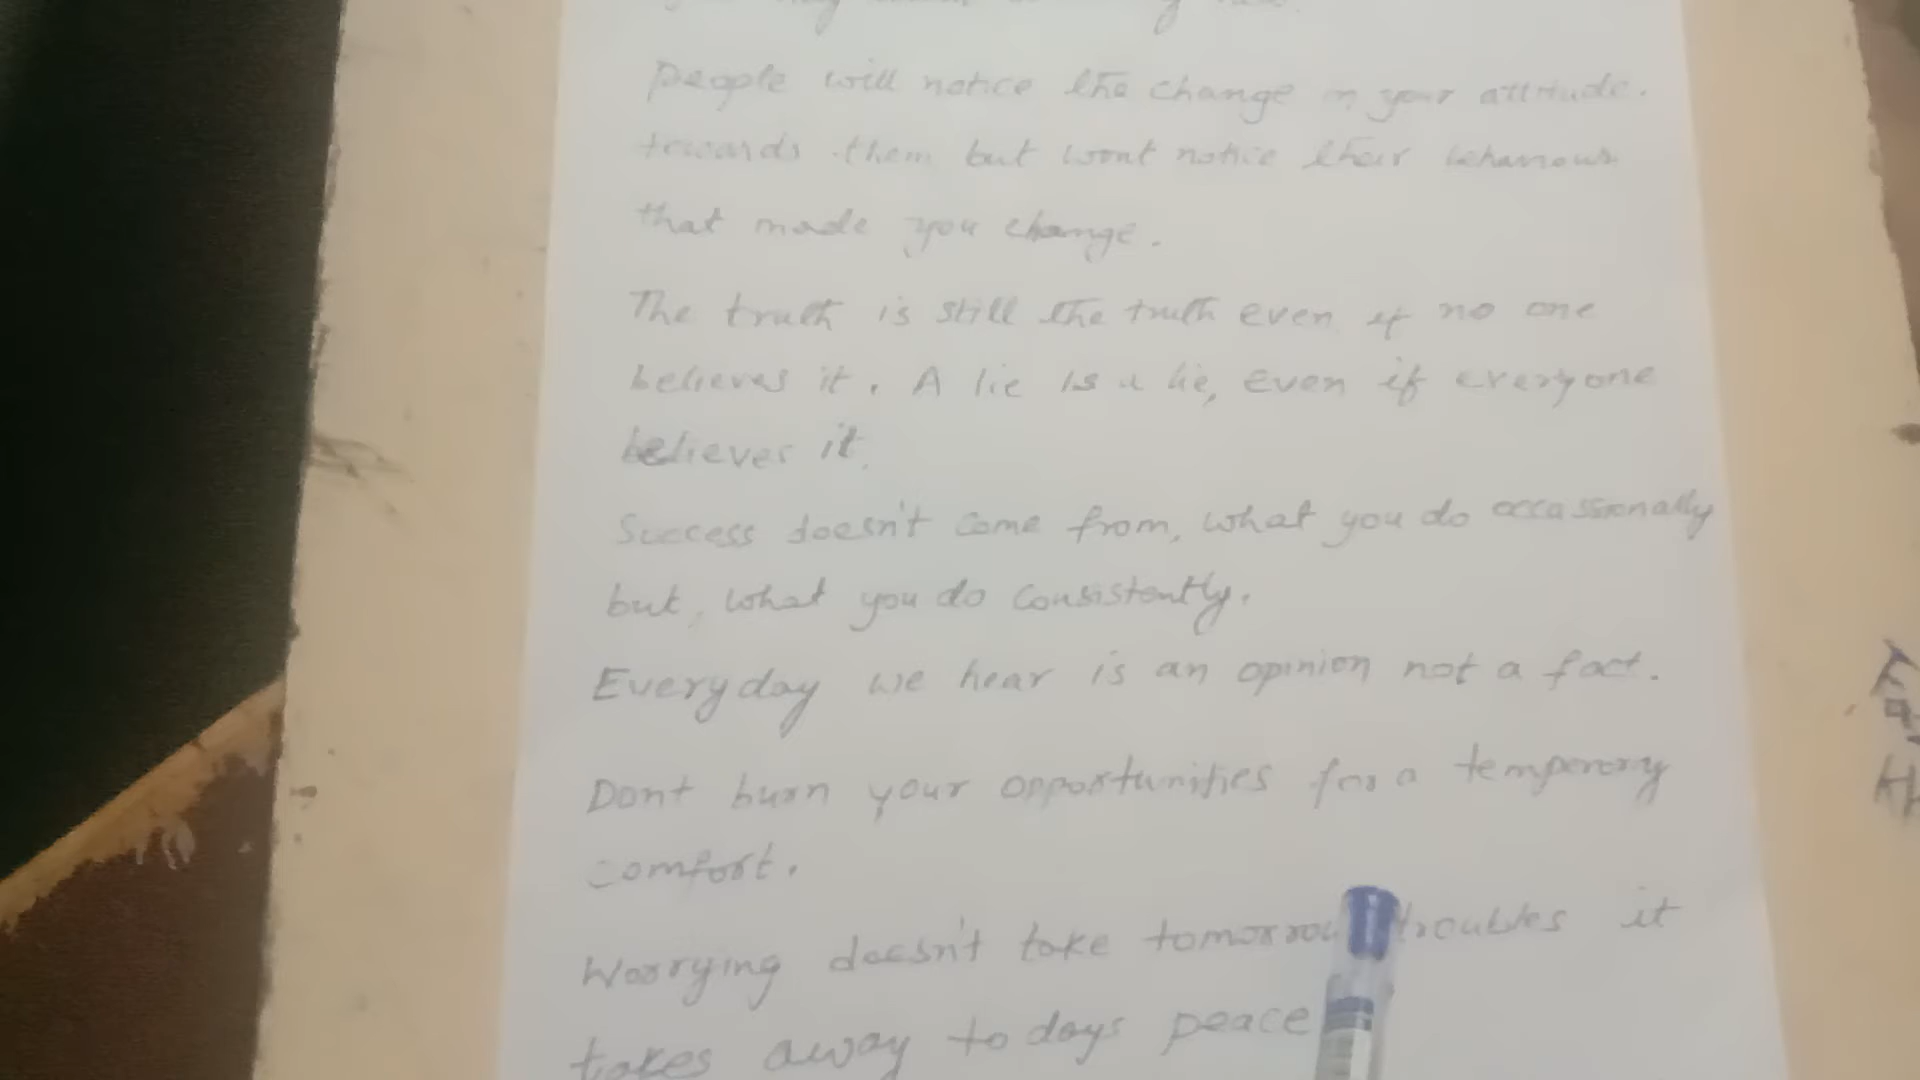 people will notice the change in your attitude.
towards them but wont notice their behaviour
that made you change.
The truth is still the truth even if no one
believes it. A lie is a lie, even if everyone
believes it.
Success doesn't come from, what you do occassionally
but, what you do consistently.
Everyday we hear is an opinion not a fact.
Dont burn your opportunities for a temperory
comfort.
Worrying doesn't take tomorrow troubles it
takes away todays peace